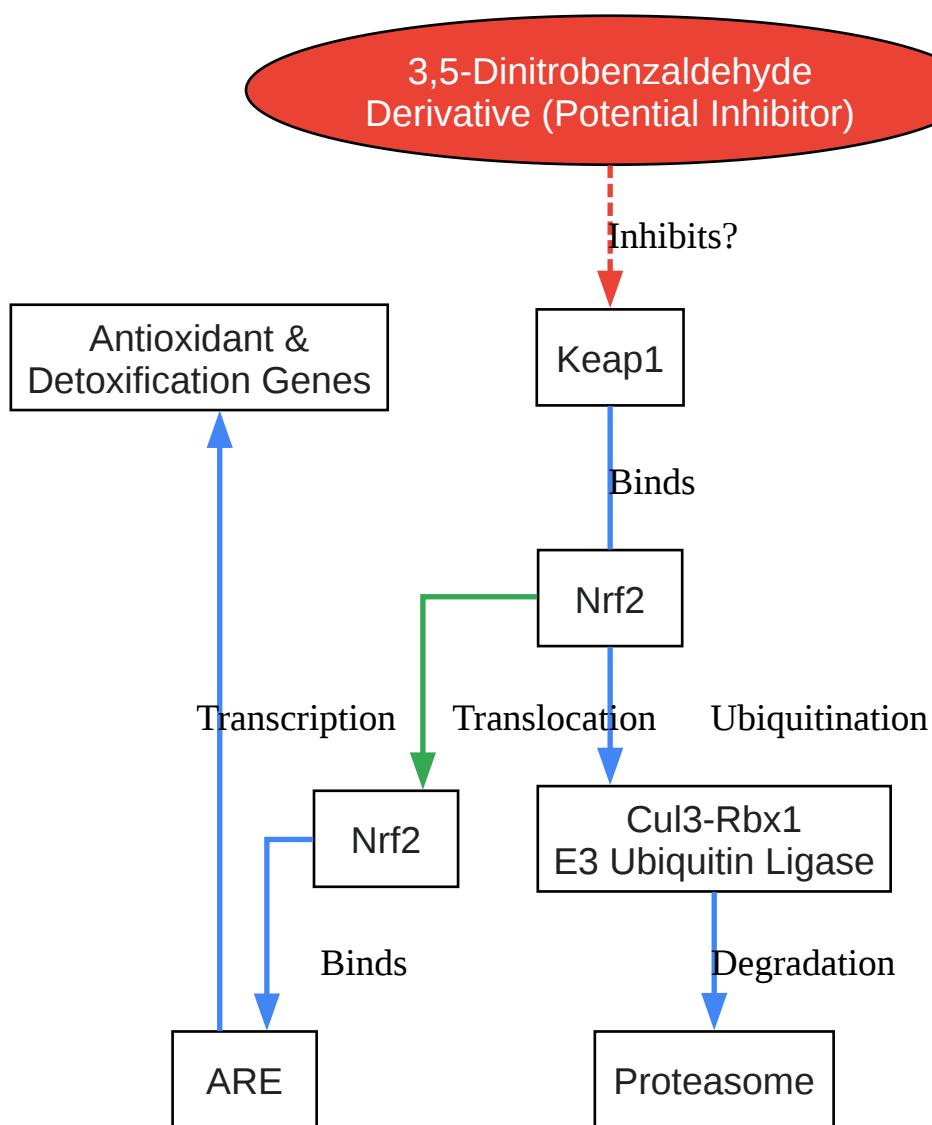 3,5-Dinitrobenzaldehyde
Derivative (Potential Inhibitor)
Inhibits?
Antioxidant &
Detoxification Genes
Keap1
Binds
Nrf2
Transcription
Translocation
Ubiquitination
Nrf2
Cul3-Rbx1
E3 Ubiquitin Ligase
Binds
Degradation
ARE
Proteasome